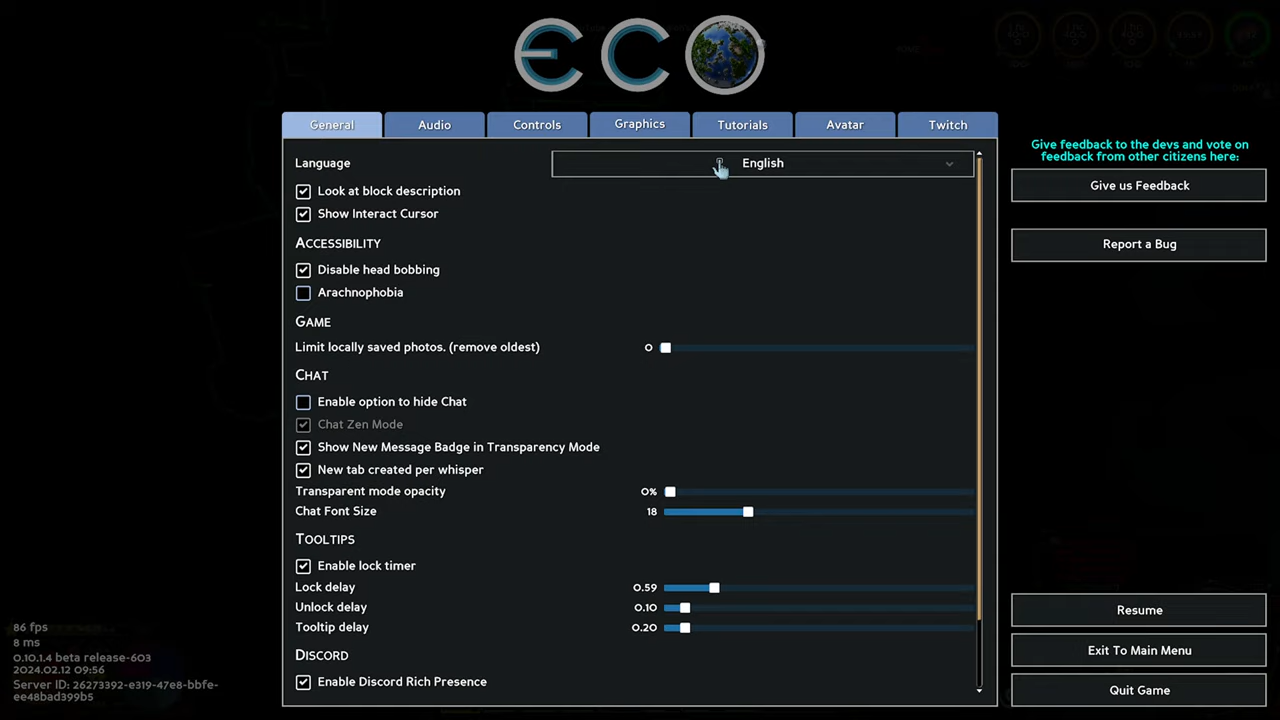 ECO
General
Audio
Controls
Graphics
Tutorials
Avatar
Twitch
Language
English
Look at block description
Show Interact Cursor
ACCESSIBILITY
Disable head bobbing
Arachnophobia
GAME
Limit locally saved photos. (remove oldest)
0
CHAT
Enable option to hide Chat
Chat Zen Mode
Show New Message Badge in Transparency Mode
New tab created per whisper
Transparent mode opacity
0%
Chat Font Size
18
TOOLTIPS
Enable lock timer
Lock delay
0.59
Unlock delay
0.10
Tooltip delay
0.20
DISCORD
Enable Discord Rich Presence
Give feedback to the devs and vote on
feedback from other citizens here:
Give us Feedback
Report a Bug
Resume
Exit To Main Menu
Quit Game
86 fps
8 ms
0.10.1.4 beta release-603
2024.02.12 09:56
Server ID: 26273392-e319-47e8-bbfe-
ee48bad399b5